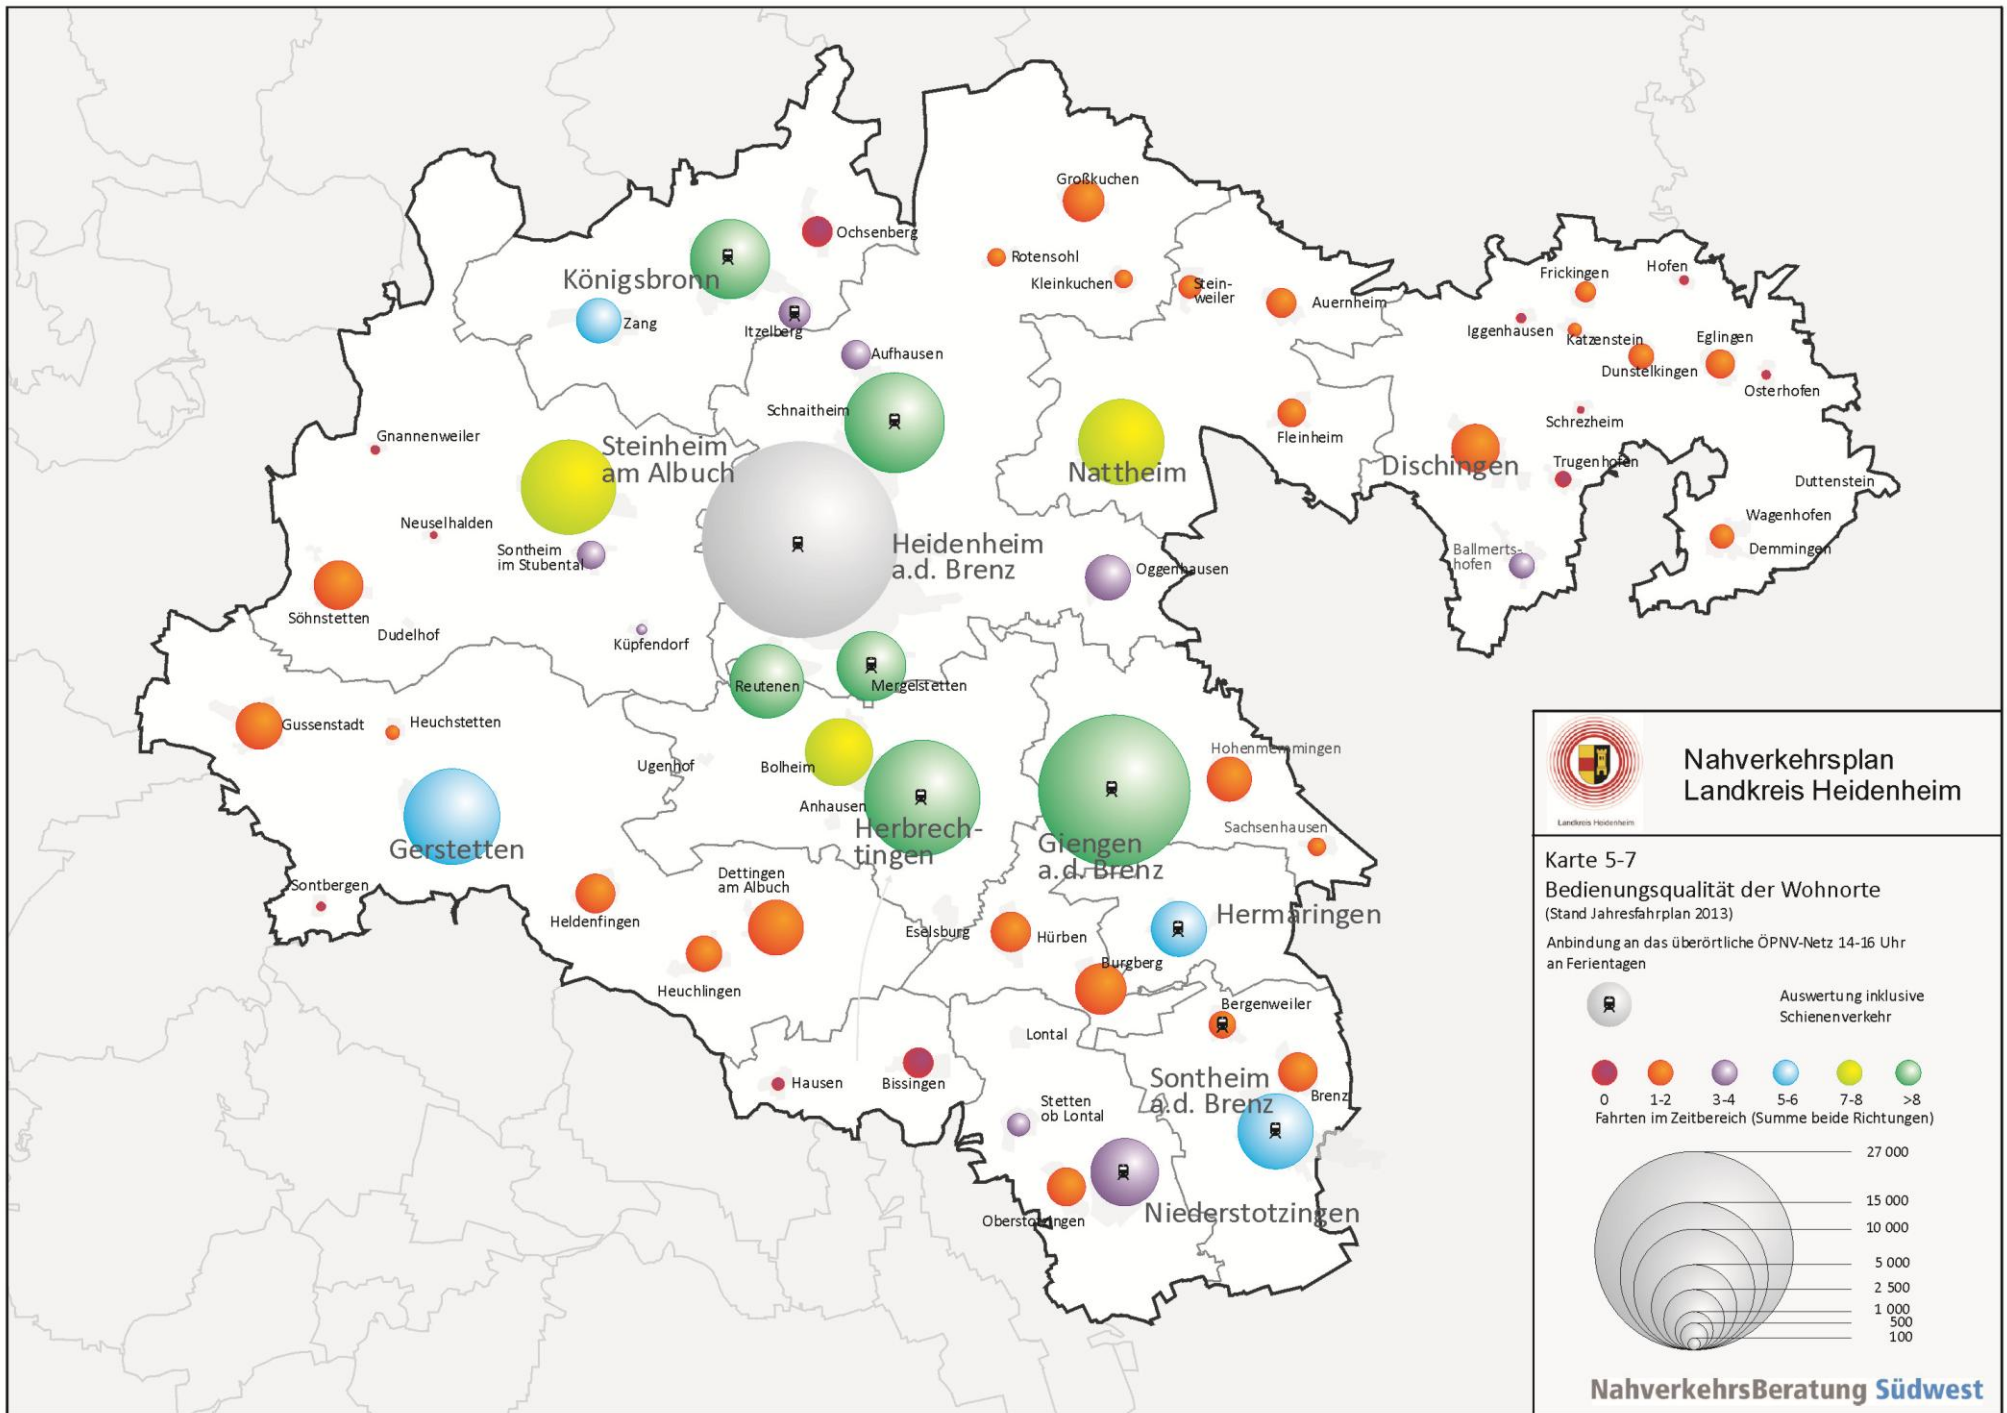 Großkuchen
Ochsenberg
Rotensohl
Kleinkuchen
Stein-
weiler
Auernheim
Frickingen
Hofen
Königsbronn
Zang
Itzelberg
Iggenhausen
Katzenstein
Eglingen
Aufhausen
Dunstelkingen
Osterhofen
Schnaitheim
Schrezheim
Gnannenweiler
Steinheim
am Albuch
Nattheim
Fleinheim
Dischingen
Trugenhofen
Duttenstein
Neuselhalden
Wagenhofen
Sontheim
im Stubental
Heidenheim
a.d. Brenz
Oggenhausen
Ballmerts-
hofen
Demmingen
Söhnstetten
Dudelhof
Küpfendorf
Reutenen
Mergelstetten
Gussenstadt
Heuchstetten
Ugenhof
Bolheim
Hohenmemmingen
Anhausen
Herbrech-
tingen
Giengen
a.d. Brenz
Sachsenhausen
Gerstetten
Sontbergen
Dettingen
am Albuch
Heldenfingen
Eselsburg
Hürben
Hermaringen
Burgberg
Heuchlingen
Bergenweiler
Lontal
Hausen
Bissingen
Sontheim
a.d. Brenz
Brenz
Stetten
ob Lontal
Oberstotzingen
Niederstotzingen
Landkreis Heidenheim
Nahverkehrsplan
Landkreis Heidenheim
Karte 5-7
Bedienungsqualität der Wohnorte
(Stand Jahresfahrplan 2013)
Anbindung an das überörtliche ÖPNV-Netz 14-16 Uhr
an Ferientagen
Auswertung inklusive
Schienenverkehr
0 1-2 3-4 5-6 7-8 >8
Fahrten im Zeitbereich (Summe beide Richtungen)
27 000
15 000
10 000
5 000
2 500
1 000
500
100
NahverkehrsBeratung Südwest